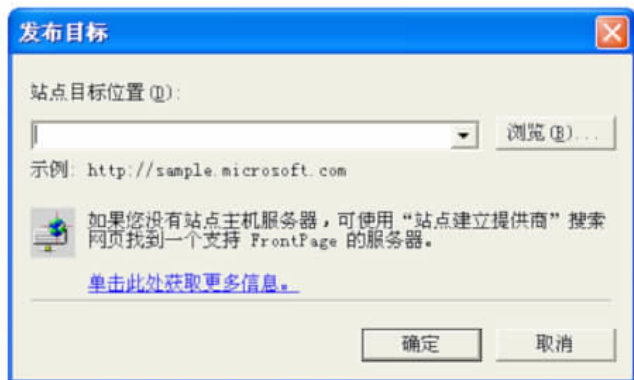 发布目标
站点目标位置(D):
浏览(B)...
示例: http://sample.microsoft.com
如果您没有站点主机服务器，可使用“站点建立提供商”搜索
网页找到一个支持 FrontPage 的服务器。
单击此处获取更多信息。
确定
取消